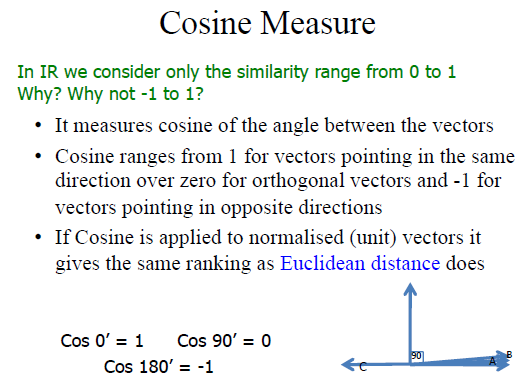 Cosine Measure
In IR we consider only the similarity range from 0 to 1
Why? Why not -1 to 1?
• It measures cosine of the angle between the vectors
• Cosine ranges from 1 for vectors pointing in the same
direction over zero for orthogonal vectors and -1 for
vectors pointing in opposite directions
• If Cosine is applied to normalised (unit) vectors it
gives the same ranking as Euclidean distance does
Cos 0′ = 1 Cos 90′ = 0
Cos 180′ = -1
90
C
A
B